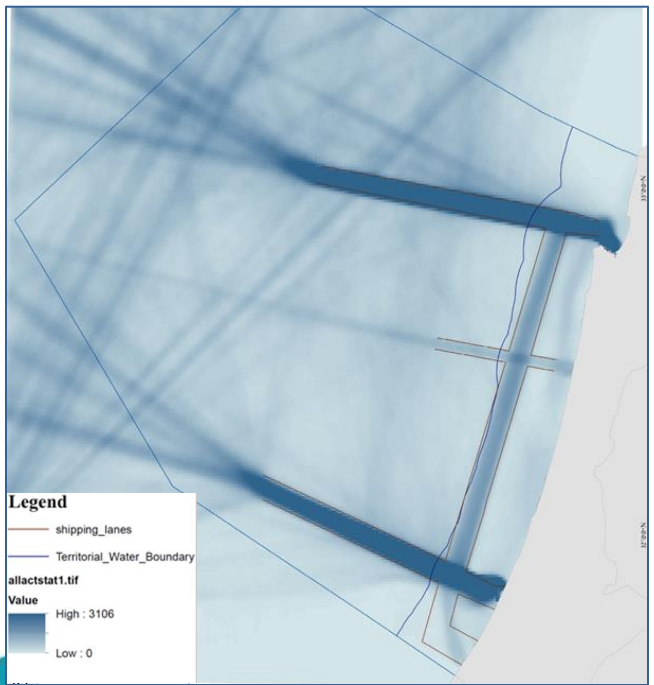 Legend
shipping_lanes
Territorial_Water_Boundary
allactstat1.tif
Value
High : 3106
Low : 0